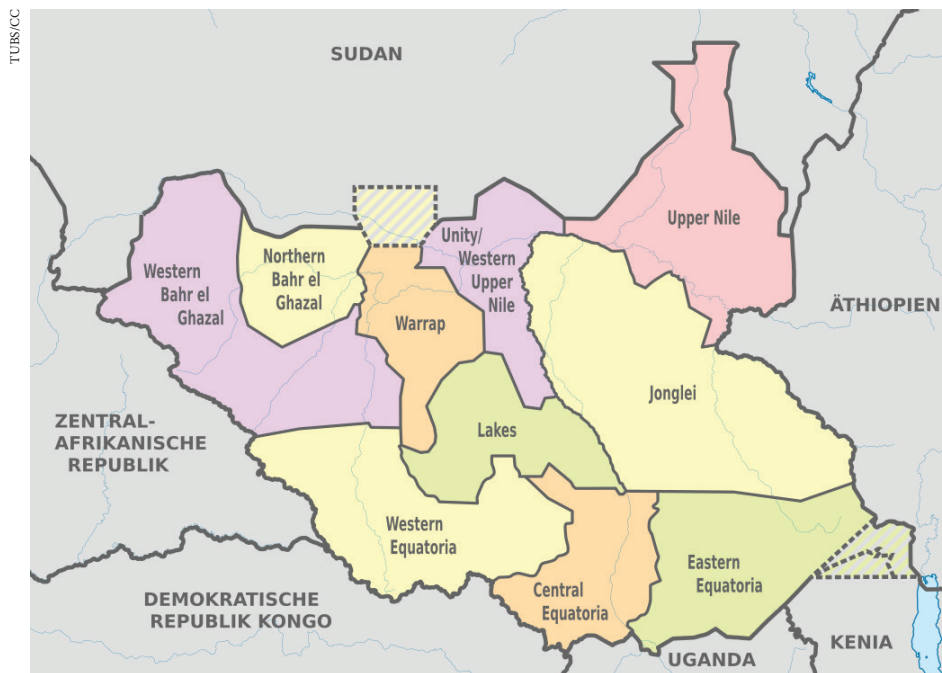 TUBS/CC
SUDAN
Upper Nile
Unity/
Western
Upper
Nile
Northern
Bahr el
Ghazal
Western
Bahr el
Ghazal
ÄTHIOPIEN
Warrap
Jonglei
ZENTRAL-
AFRIKANISCHE
REPUBLIK
Lakes
Western
Equatoria
Eastern
Equatoria
Central
Equatoria
DEMOKRATISCHE
REPUBLIK KONGO
KENIA
UGANDA